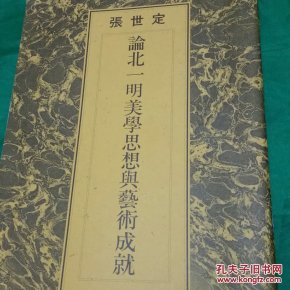 張世定
論北一明美學思想與藝術成就
孔夫子旧书网